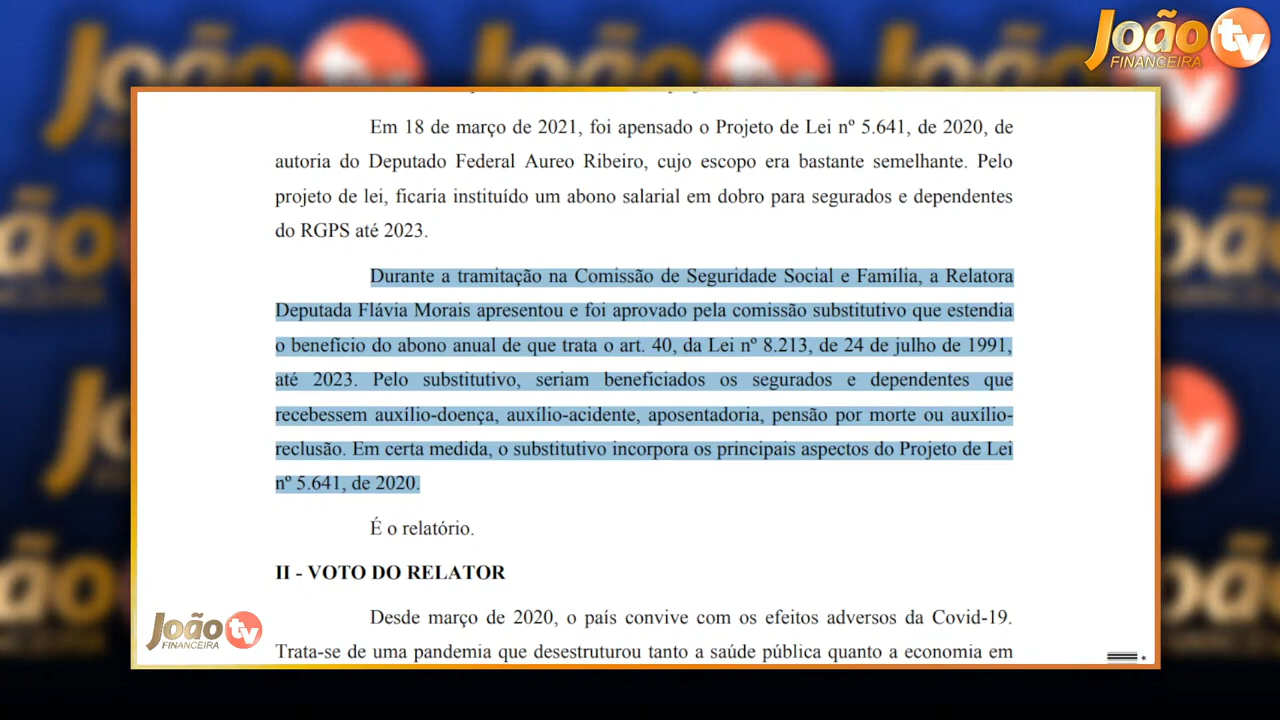 João tv
FINANCEIRA
Em 18 de março de 2021, foi apensado o Projeto de Lei nº 5.641, de 2020, de
autoria do Deputado Federal Aureo Ribeiro, cujo escopo era bastante semelhante. Pelo
projeto de lei, ficaria instituído um abono salarial em dobro para segurados e dependentes
do RGPS até 2023.
Durante a tramitação na Comissão de Seguridade Social e Família, a Relatora
Deputada Flávia Morais apresentou e foi aprovado pela comissão substitutivo que estendia
o benefício do abono anual de que trata o art. 40, da Lei nº 8.213, de 24 de julho de 1991,
até 2023. Pelo substitutivo, seriam beneficiados os segurados e dependentes que
recebessem auxílio-doença, auxílio-acidente, aposentadoria, pensão por morte ou auxílio-
reclusão. Em certa medida, o substitutivo incorpora os principais aspectos do Projeto de Lei
nº 5.641, de 2020.
É o relatório.
II - VOTO DO RELATOR
Desde março de 2020, o país convive com os efeitos adversos da Covid-19.
Trata-se de uma pandemia que desestruturou tanto a saúde pública quanto a economia em
João tv
FINANCEIRA